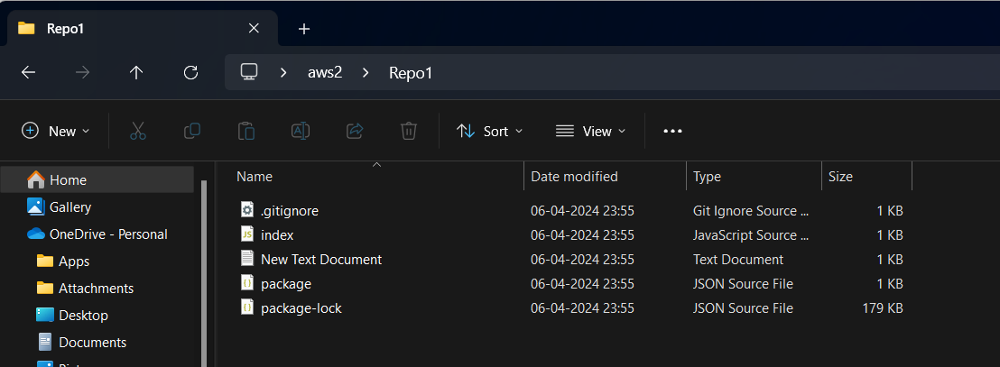 Repo1
aws2 Repo1
New Sort View
Name Date modified Type Size
Home
Gallery
OneDrive - Personal
Apps
Attachments
Desktop
Documents
.gitignore 06-04-2024 23:55 Git Ignore Source ... 1 KB
JS index 06-04-2024 23:55 JavaScript Source ... 1 KB
New Text Document 06-04-2024 23:55 Text Document 1 KB
package 06-04-2024 23:55 JSON Source File 1 KB
package-lock 06-04-2024 23:55 JSON Source File 179 KB